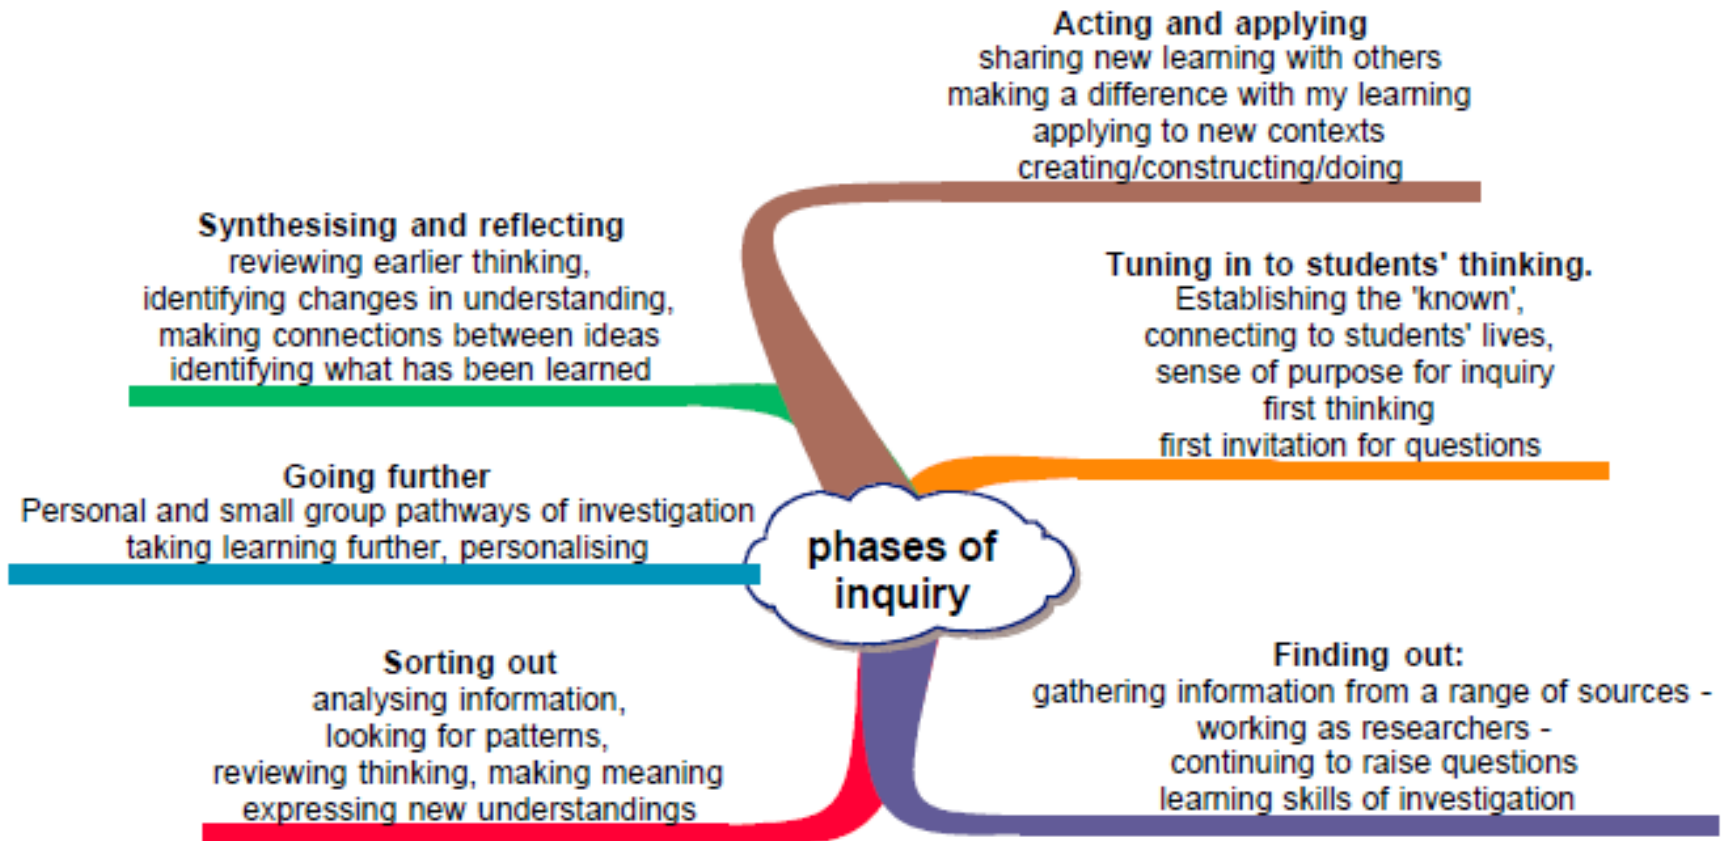 Acting and applying
sharing new learning with others
making a difference with my learning
applying to new contexts
creating/constructing/doing
Synthesising and reflecting
reviewing earlier thinking,
identifying changes in understanding,
making connections between ideas
identifying what has been learned
Tuning in to students' thinking.
Establishing the 'known',
connecting to students' lives,
sense of purpose for inquiry
first thinking
first invitation for questions
Going further
Personal and small group pathways of investigation
taking learning further, personalising
phases of
inquiry
Sorting out
analysing information,
looking for patterns,
reviewing thinking, making meaning
expressing new understandings
Finding out:
gathering information from a range of sources -
working as researchers -
continuing to raise questions
learning skills of investigation